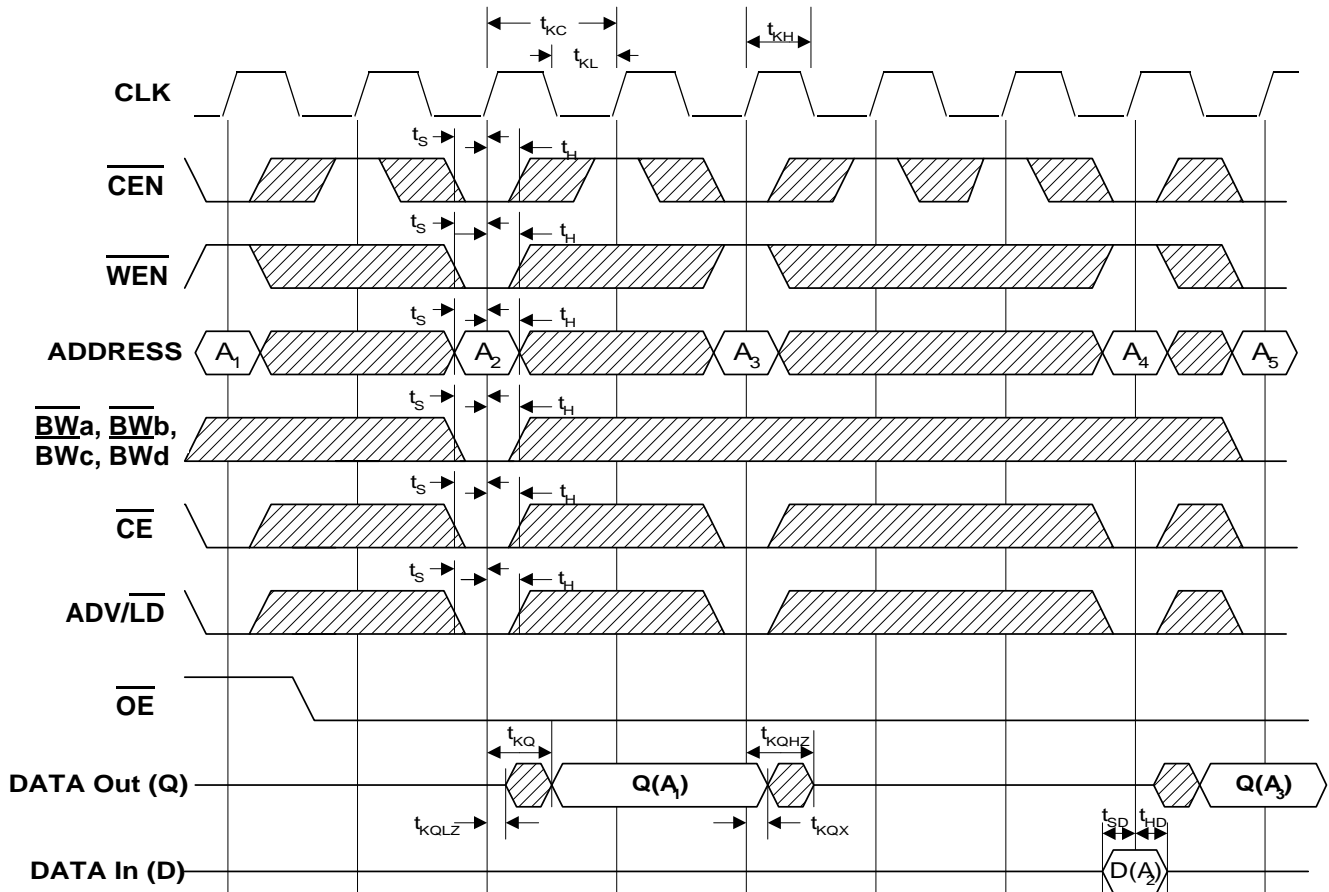 tKC
tKH
tKL
CLK
tS
tH
CEN
tS
tH
WEN
tS
tH
ADDRESS
A1
A2
A3
A4
A5
tS
tH
BWa, BWb,
BWc, BWd
tS
tH
CE
tS
tH
ADV/LD
OE
tKQ
tKQHZ
DATA Out (Q)
Q(A1)
Q(A3)
tKQLZ
tKQX
tSD
tHD
DATA In (D)
D(A2)